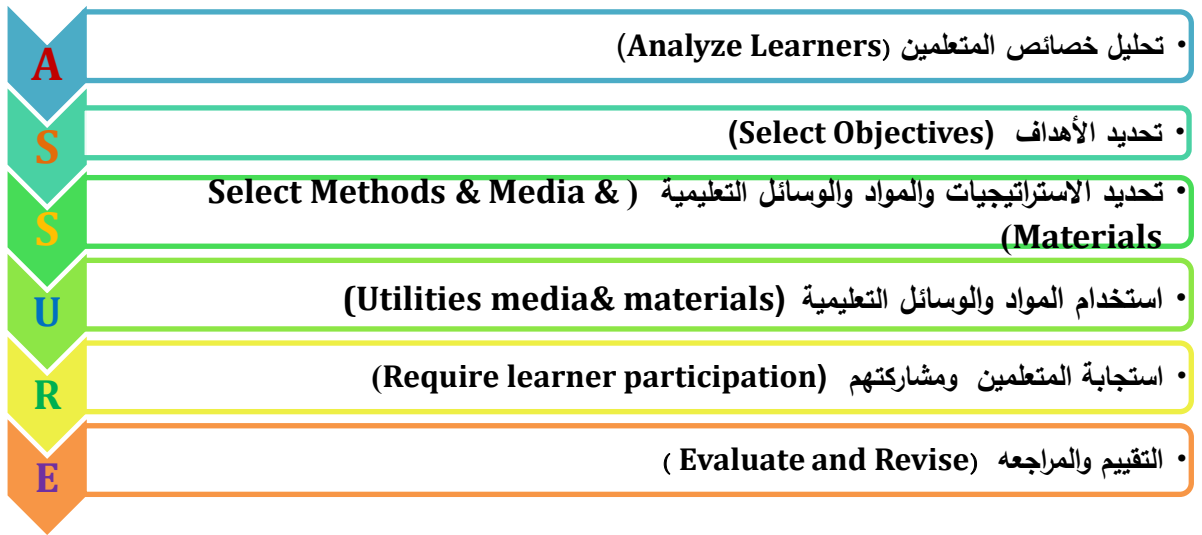 A
• تحليل خصائص المتعلمين (Analyze Learners)
S
• تحديد الأهداف (Select Objectives)
S
• تحديد الاستراتيجيات والمواد والوسائل التعليمية ( Select Methods & Media &
Materials)
U
• استخدام المواد والوسائل التعليمية (Utilities media& materials)
R
• استجابة المتعلمين ومشاركتهم (Require learner participation)
E
• التقييم والمراجعه (Evaluate and Revise )